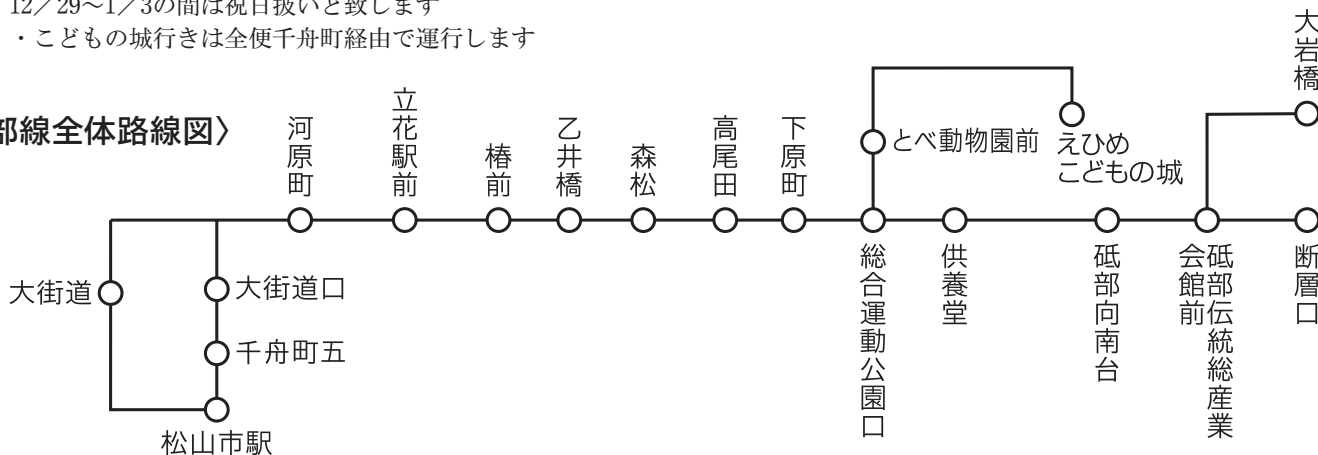 12／29～1／3の間は祝日扱いと致します
・こどもの城行きは全便千舟町経由で運行します
部線全体路線図〉
河原町
立花駅前
椿前
乙井橋
森松
高尾田
下原町
とべ動物園前
えひめ
こどもの城
大岩橋
大街道
大街道口
千舟町五
松山市駅
総合運動公園口
供養堂
砥部向南台
砥部伝統総産業
会館前
断層口